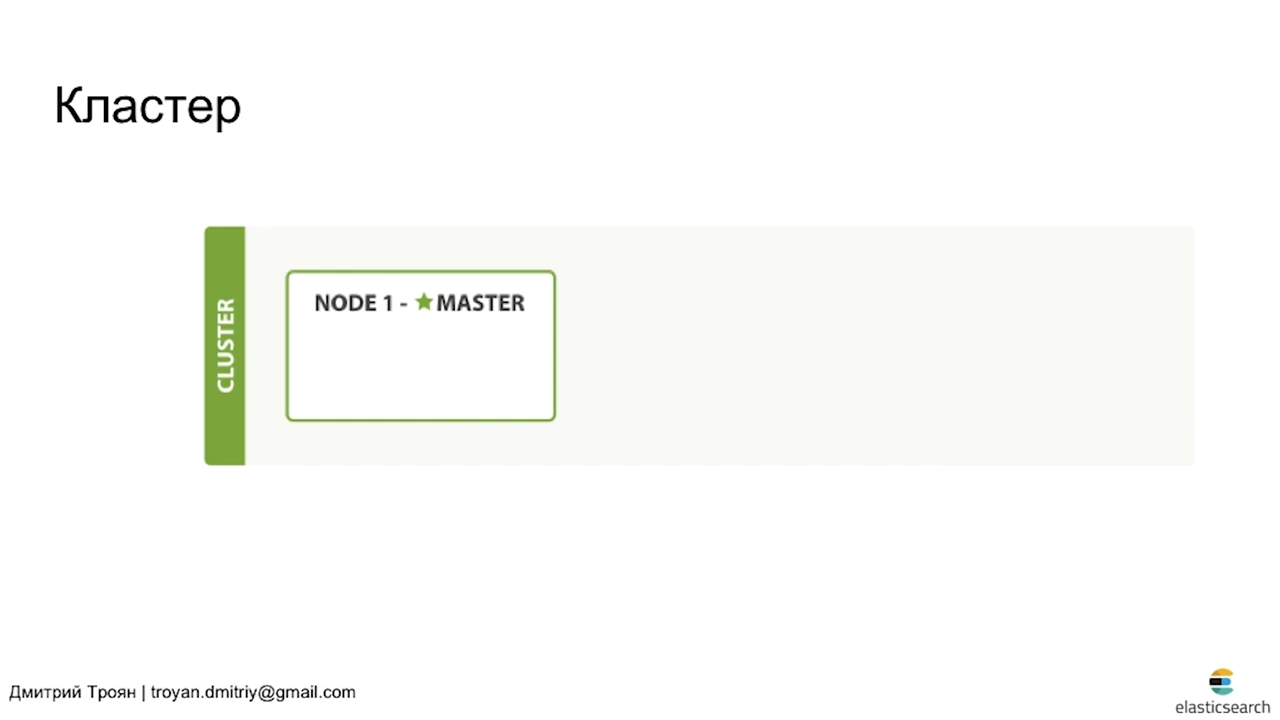 Кластер
CLUSTER
NODE 1 - ★MASTER
Дмитрий Троян | troyan.dmitriy@gmail.com
elasticsearch